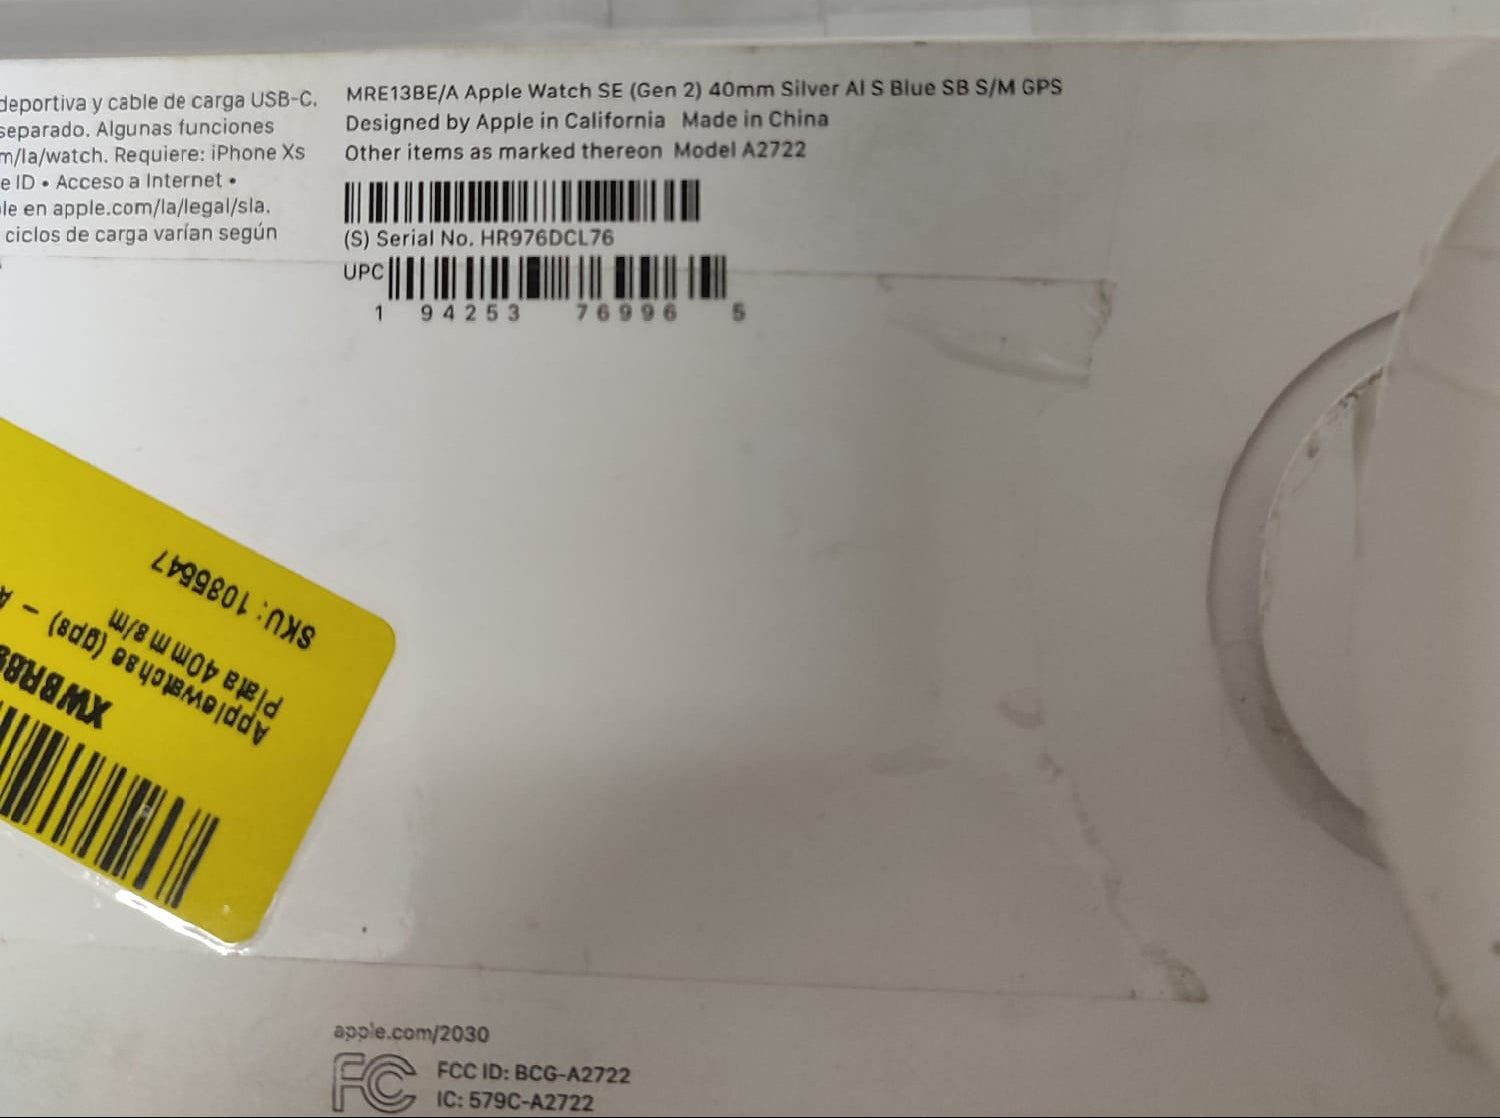 deportiva y cable de carga USB-C.
separado. Algunas funciones
m/la/watch. Requiere: iPhone Xs
e ID • Acceso a Internet •
le en apple.com/la/legal/sla.
ciclos de carga varían según
MRE13BE/A Apple Watch SE (Gen 2) 40mm Silver Al S Blue SB S/M GPS
Designed by Apple in California Made in China
Other items as marked thereon Model A2722
(S) Serial No. HR976DCL76
UPC
1 94253 76996 5
XWBRB
Applewatchse (gps) –
Plata 40mm s/m
SKU:
apple.com/2030
FC
FCC ID: BCG-A2722
IC: 579C-A2722